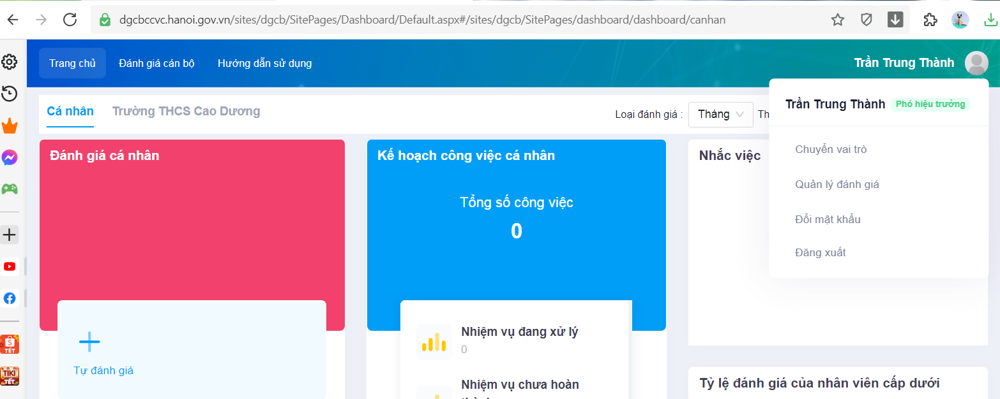 dgcbccvc.hanoi.gov.vn/sites/dgcb/SitePages/Dashboard/Default.aspx#/sites/dgcb/SitePages/dashboard/dashboard/canhan
Trang chủ Đánh giá cán bộ Hướng dẫn sử dụng Trần Trung Thành
Trần Trung Thành Phó hiệu trưởng
Cá nhân Trường THCS Cao Dương Loại đánh giá : Tháng Th
Chuyển vai trò
Quản lý đánh giá
Đổi mật khẩu
Đăng xuất
Đánh giá cá nhân
Kế hoạch công việc cá nhân
Nhắc việc
Tổng số công việc
0
Tự đánh giá
Nhiệm vụ đang xử lý
0
Nhiệm vụ chưa hoàn
Tỷ lệ đánh giá của nhân viên cấp dưới
S
TẾT
TIKI
TẾT